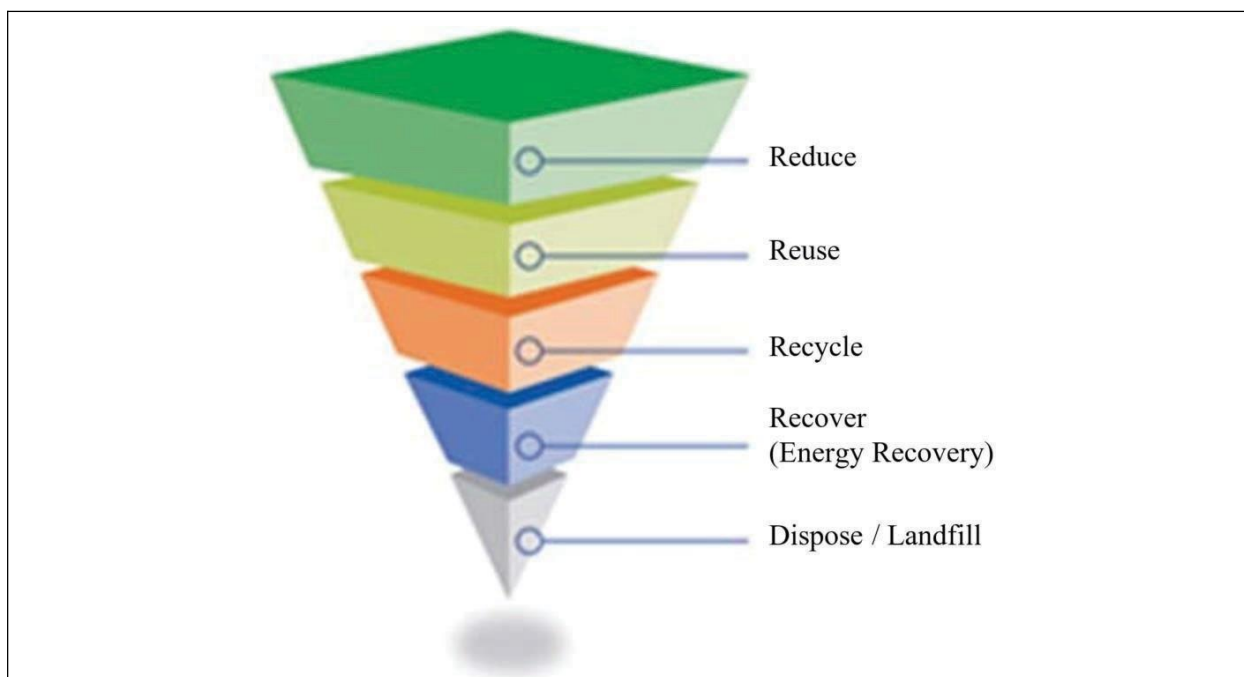 Reduce
Reuse
Recycle
Recover
(Energy Recovery)
Dispose / Landfill